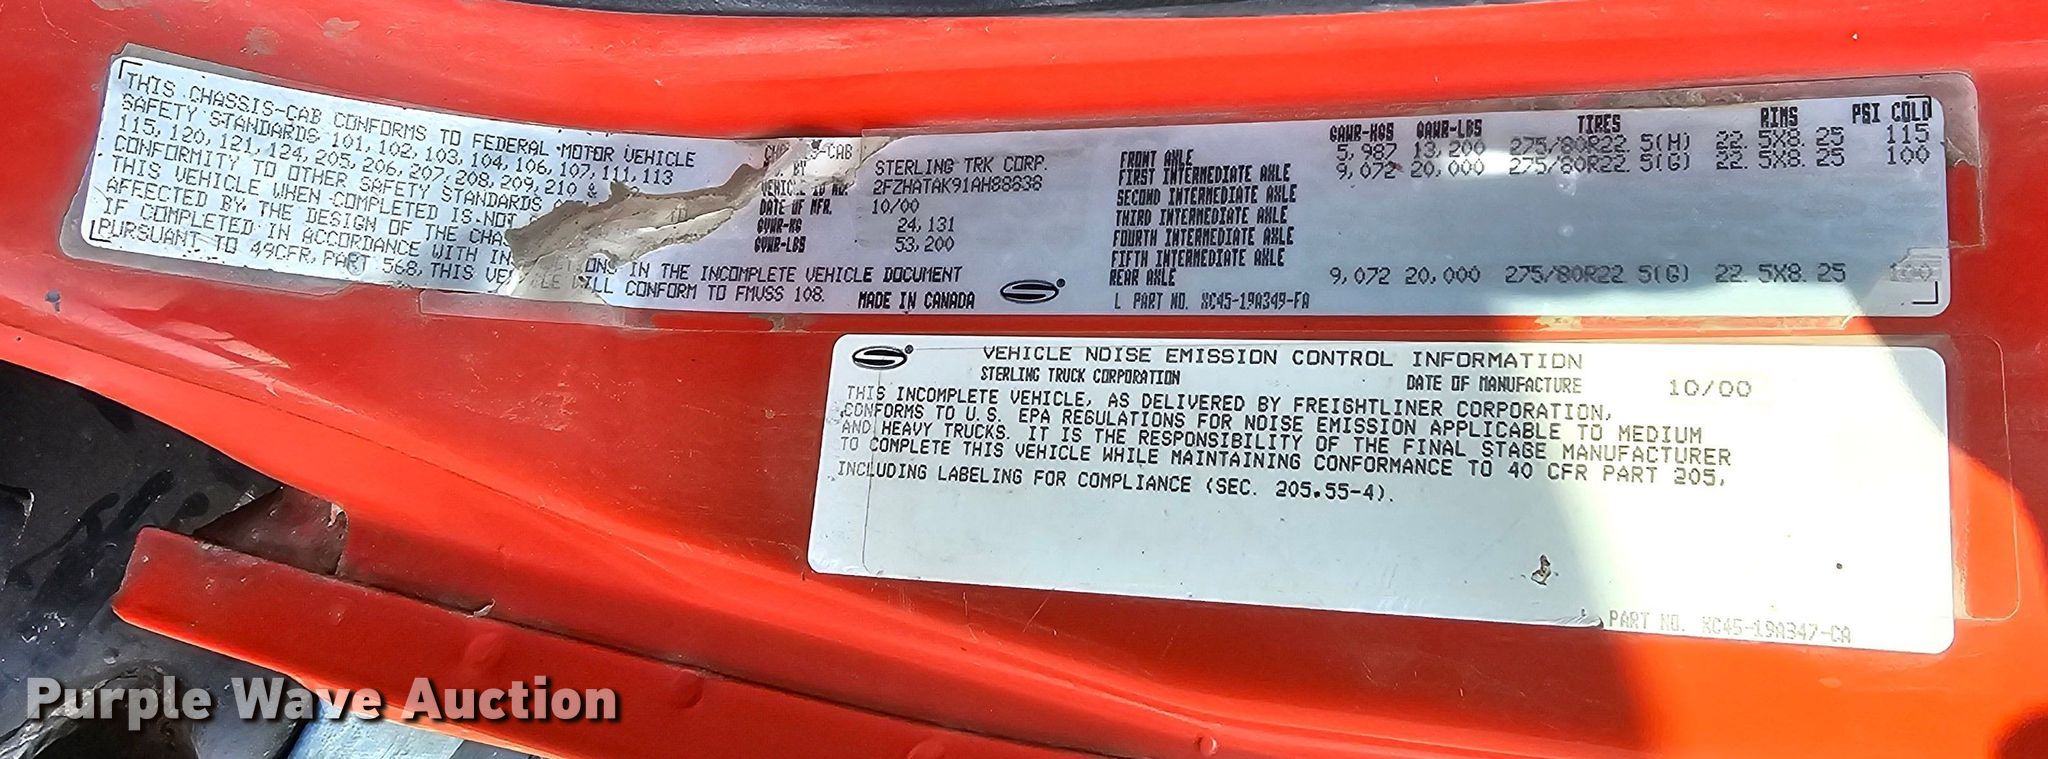 THIS CHASSIS-CAB CONFORMS TO FEDERAL MOTOR VEHICLE
SAFETY STANDARDS 101, 102, 103, 104, 106, 107, 111, 113
115, 120, 121, 124, 205, 206, 207, 208, 209, 210 &
CONFORMITY TO OTHER SAFETY STANDARDS
THIS VEHICLE WHEN COMPLETED IS NOT
AFFECTED BY THE DESIGN OF THE
IF COMPLETED IN ACCORDANCE WITH IN THE INCOMPLETE VEHICLE DOCUMENT
PURSUANT TO 49CFR, PART 568, THIS WILL CONFORM TO FMVSS 108.
STERLING TRK CORP.
VEHICLE ID NO. 2FZHATAK91AH88636
DATE OF MFR. 10/00
GVWR-KG 24,131
GVWR-LBS 53,200
MADE IN CANADA
GAWR-KGS GAWR-LBS TIRES RIMS PSI COLD
FRONT AXLE 5,987 13,200 275/80R22.5(H) 22.5X8.25 115
FIRST INTERMEDIATE AXLE 9,072 20,000 275/80R22.5(G) 22.5X8.25 100
SECOND INTERMEDIATE AXLE
THIRD INTERMEDIATE AXLE
FOURTH INTERMEDIATE AXLE
FIFTH INTERMEDIATE AXLE
REAR AXLE 9,072 20,000 275/80R22.5(G) 22.5X8.25 100
L PART NO. XC45-19A349-FA
VEHICLE NOISE EMISSION CONTROL INFORMATION
STERLING TRUCK CORPORATION DATE OF MANUFACTURE 10/00
THIS INCOMPLETE VEHICLE, AS DELIVERED BY FREIGHTLINER CORPORATION,
CONFORMS TO U.S. EPA REGULATIONS FOR NOISE EMISSION APPLICABLE TO MEDIUM
AND HEAVY TRUCKS. IT IS THE RESPONSIBILITY OF THE FINAL STAGE MANUFACTURER
TO COMPLETE THIS VEHICLE WHILE MAINTAINING CONFORMANCE TO 40 CFR PART 205,
INCLUDING LABELING FOR COMPLIANCE (SEC. 205.55-4).
L PART NO. XC45-19A347-CA
Purple Wave Auction